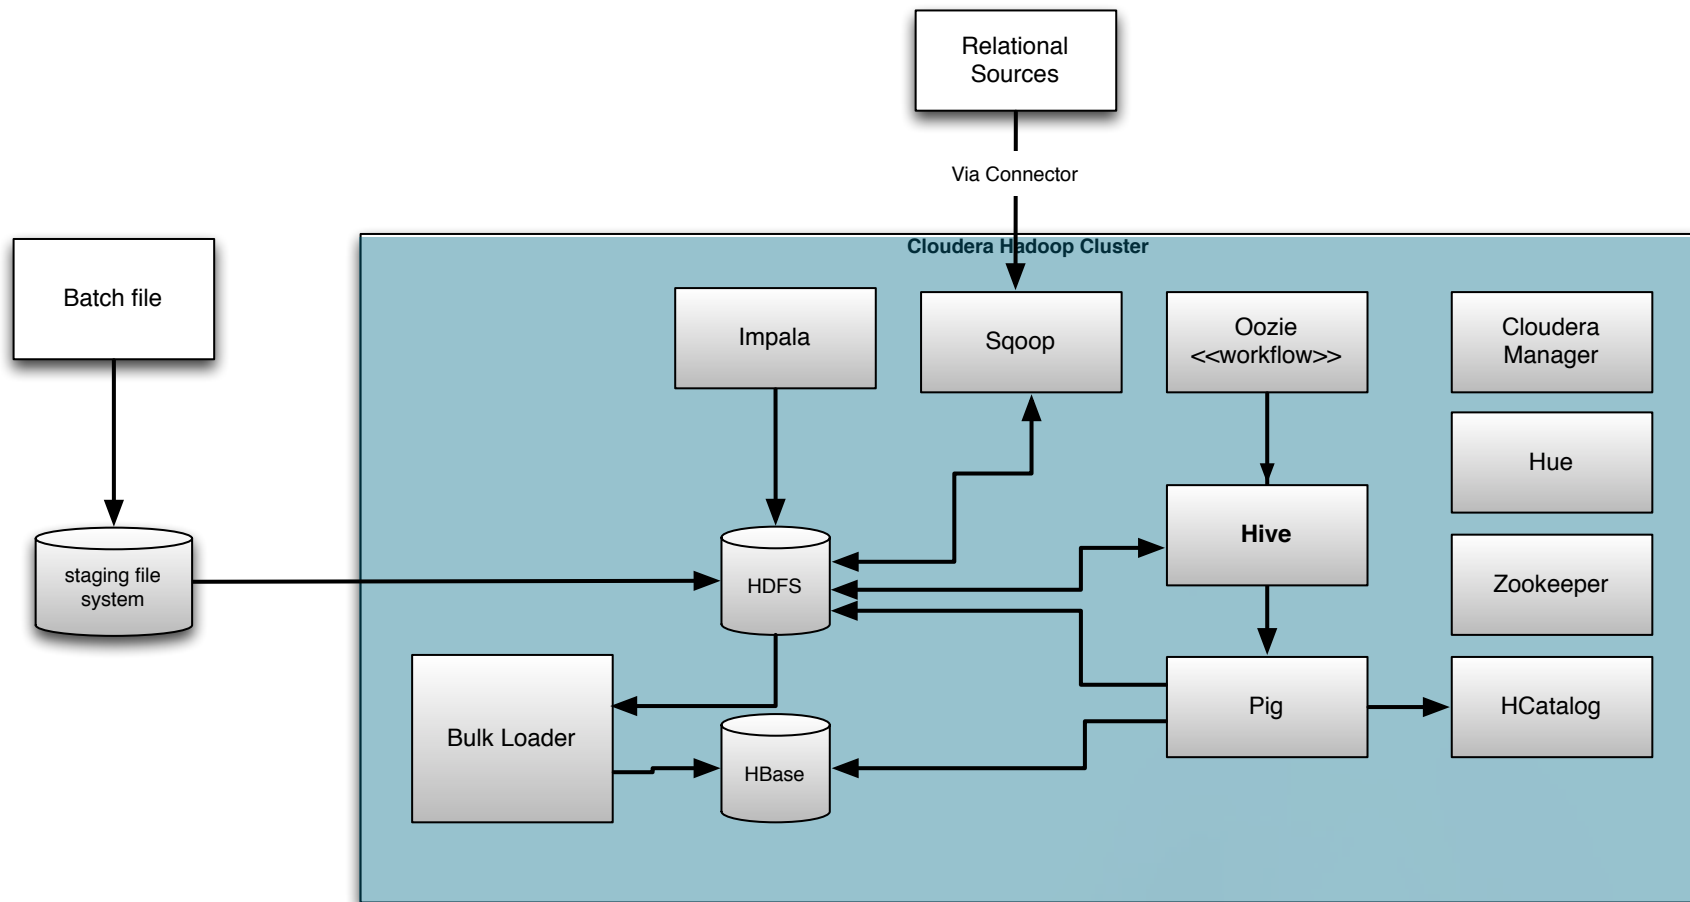 Relational
Sources
Via Connector
Cloudera Hadoop Cluster
Batch file
Impala
Sqoop
Oozie
<<workflow>>
Cloudera
Manager
Hue
Hive
staging file
system
HDFS
Zookeeper
Bulk Loader
HBase
Pig
HCatalog